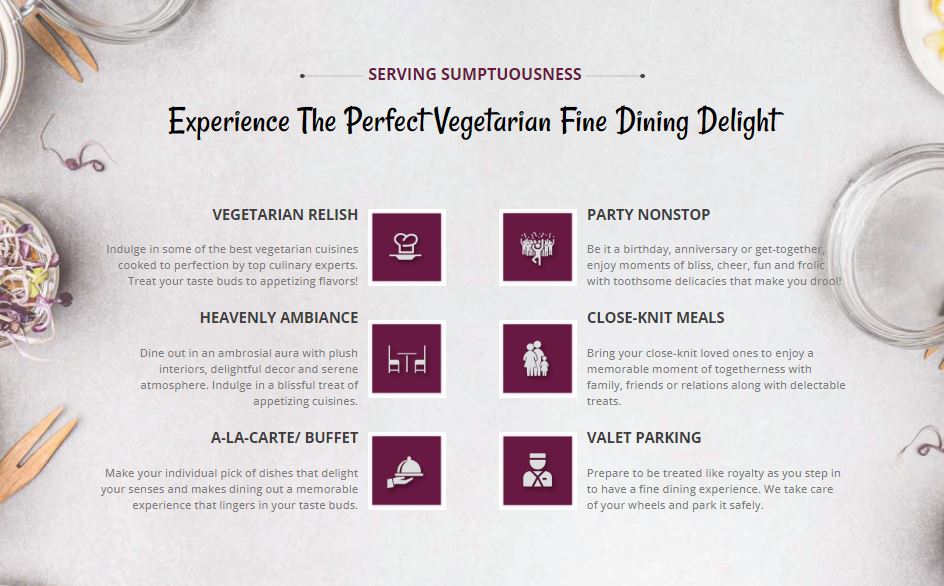 SERVING SUMPTUOUSNESS
Experience The Perfect Vegetarian Fine Dining Delight
VEGETARIAN RELISH
Indulge in some of the best vegetarian cuisines
cooked to perfection by top culinary experts.
Treat your taste buds to appetizing flavors!
HEAVENLY AMBIANCE
Dine out in an ambrosial aura with plush
interiors, delightful decor and serene
atmosphere. Indulge in a blissful treat of
appetizing cuisines.
A-LA-CARTE/ BUFFET
Make your individual pick of dishes that delight
your senses and makes dining out a memorable
experience that lingers in your taste buds.
PARTY NONSTOP
Be it a birthday, anniversary or get-together,
enjoy moments of bliss, cheer, fun and frolic
with toothsome delicacies that make you drool!
CLOSE-KNIT MEALS
Bring your close-knit loved ones to enjoy a
memorable moment of togetherness with
family, friends or relations along with delectable
treats.
VALET PARKING
Prepare to be treated like royalty as you step in
to have a fine dining experience. We take care
of your wheels and park it safely.